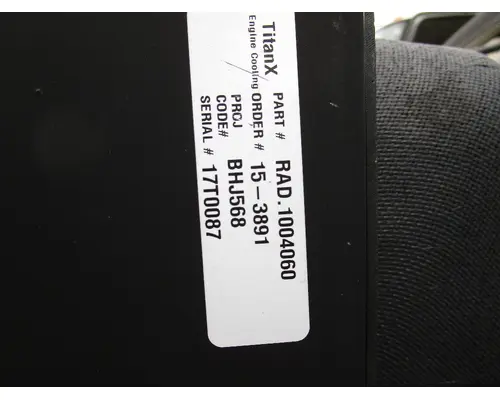 TitanX
Engine Cooling
PART # RAD.1004060
ORDER # 15-3891
PROJ
CODE# BHJ568
SERIAL # 17T0087